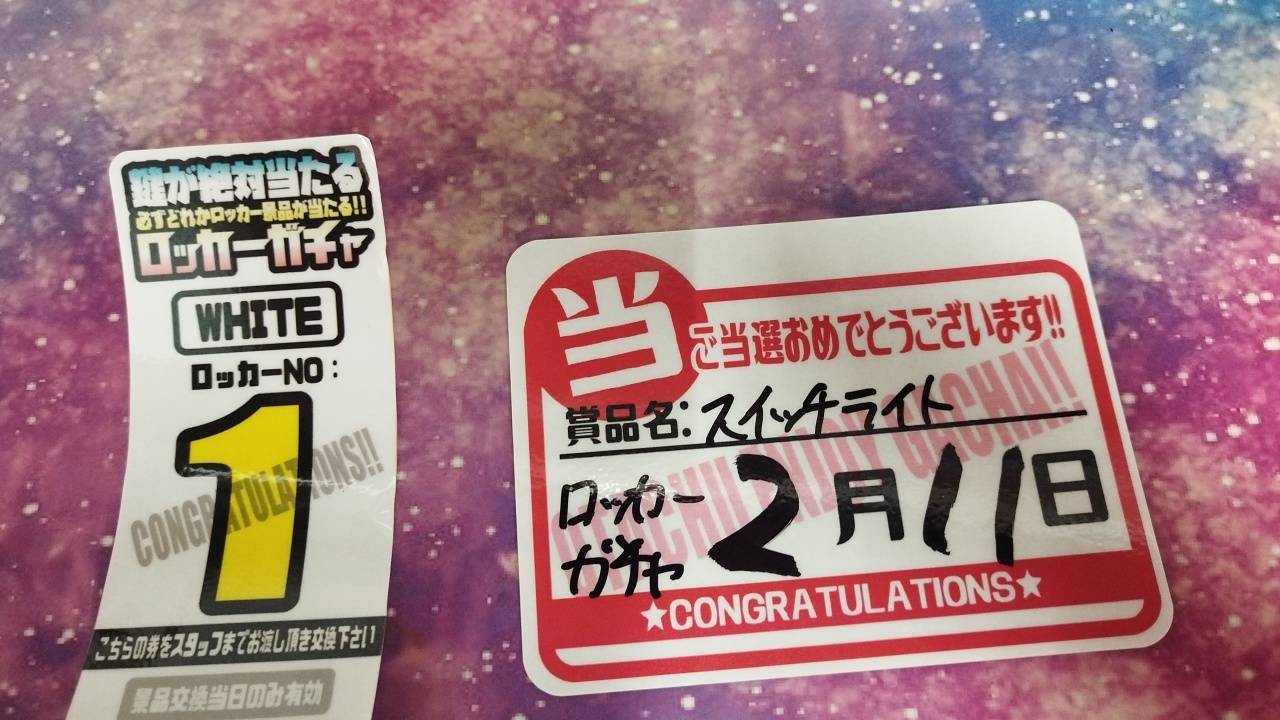 鍵が絶対当たる
必ずどれかロッカー景品が当たる!!
ロッカーガチャ
WHITE
ロッカーNO:
1
CONGRATULATIONS!!
こちらの券をスタッフまでお渡し頂き交換下さい
景品交換当日のみ有効
当
ご当選おめでとうございます!!
賞品名:スイッチライト
ロッカー
ガチャ
2月11日
GACHA!!
★CONGRATULATIONS★